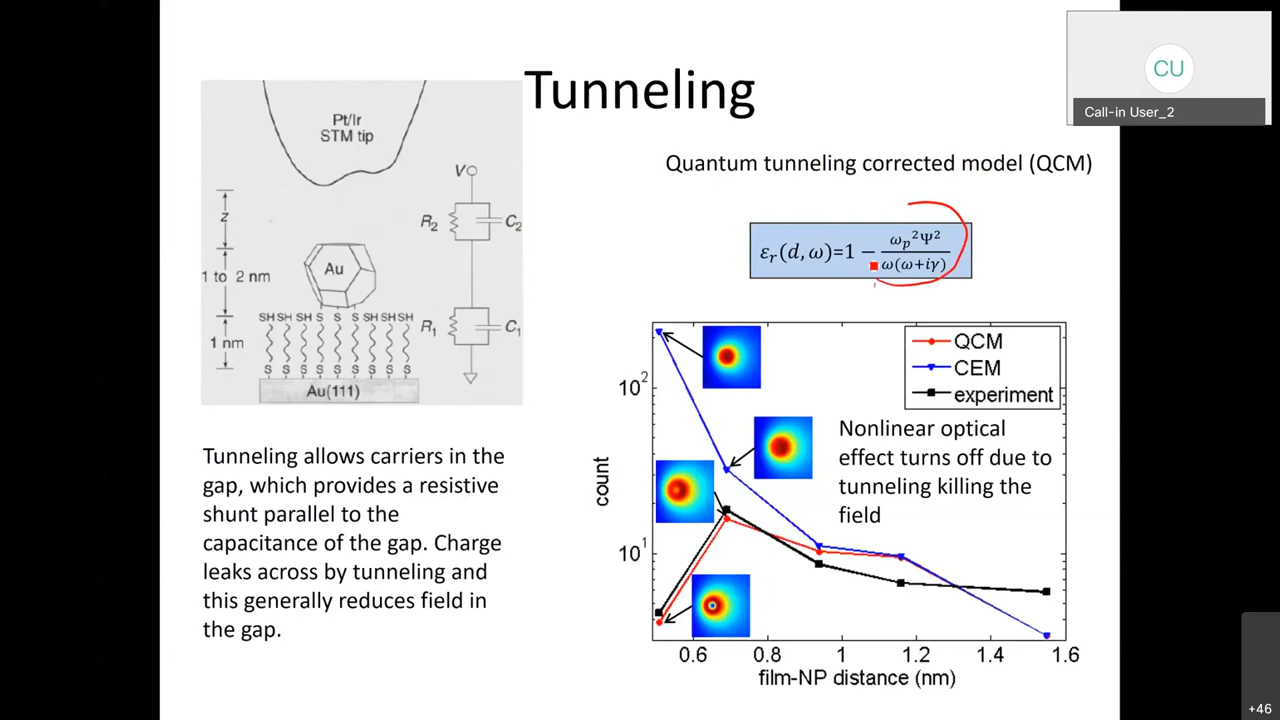 Tunneling
CU
Call-in User_2
Pt/Ir
STM tip
V
z
R2
C2
Au
1 to 2 nm
SH SH SH S S S SH SH SH
R1
C1
1 nm
S S S S S S S S
Au(111)
Tunneling allows carriers in the
gap, which provides a resistive
shunt parallel to the
capacitance of the gap. Charge
leaks across by tunneling and
this generally reduces field in
the gap.
Quantum tunneling corrected model (QCM)
εr(d, ω)=1 − ωp²Ψ² / ω(ω+iγ)
QCM
CEM
experiment
Nonlinear optical
effect turns off due to
tunneling killing the
field
10²
10¹
count
0.6 0.8 1 1.2 1.4 1.6
film-NP distance (nm)
+46